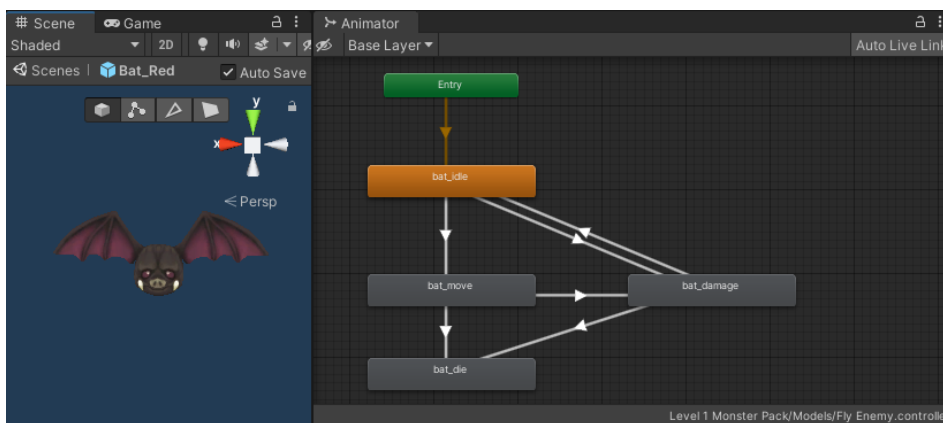 Scene Game
Animator
Shaded 2D
Base Layer
Auto Live Link
Scenes | Bat_Red Auto Save
y
x
Persp
Entry
bat_idle
bat_move
bat_damage
bat_die
Level 1 Monster Pack/Models/Fly Enemy.controlle